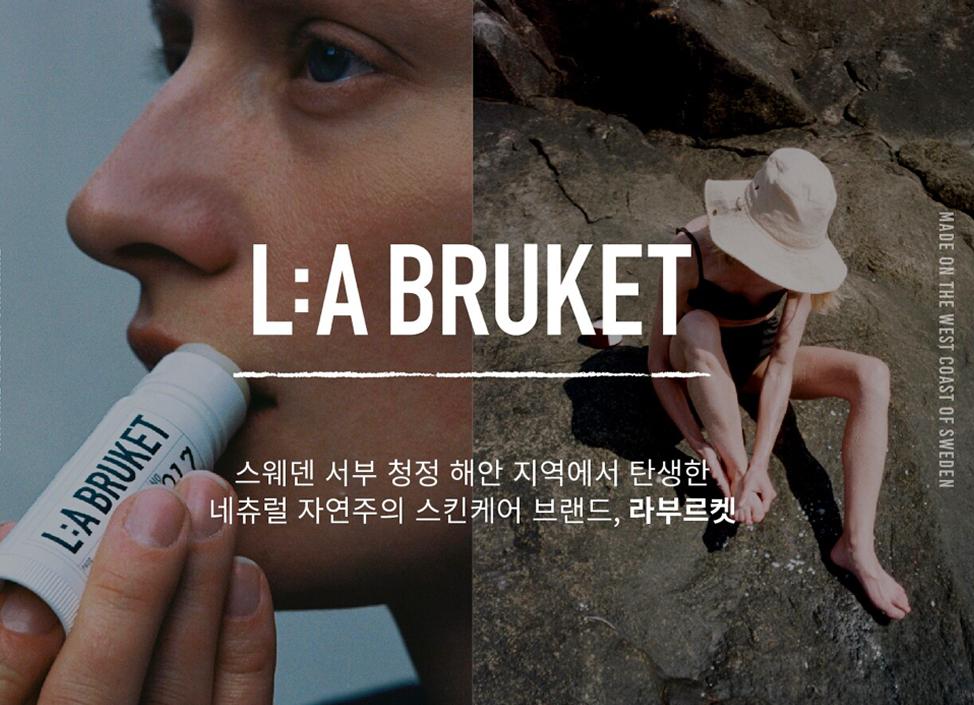 L:A BRUKET
스웨덴 서부 청정 해안 지역에서 탄생한
네츄럴 자연주의 스킨케어 브랜드, 라부르켓
MADE ON THE WEST COAST OF SWEDEN
L:A BRUKET
NO
217